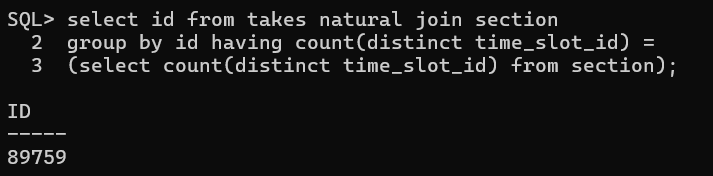 SQL> select id from takes natural join section
  2  group by id having count(distinct time_slot_id) =
  3  (select count(distinct time_slot_id) from section);

ID
-----
89759